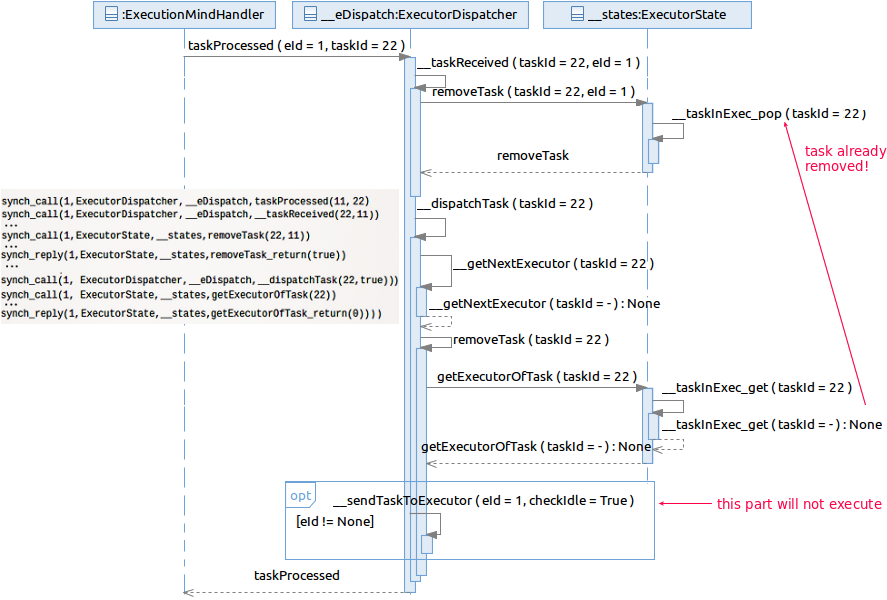 :ExecutionMindHandler
__eDispatch:ExecutorDispatcher
__states:ExecutorState
taskProcessed ( eId = 1, taskId = 22 )
__taskReceived ( taskId = 22, eId = 1 )
removeTask ( taskId = 22, eId = 1 )
__taskInExec_pop ( taskId = 22 )
task already
removed!
removeTask
synch_call(1,ExecutorDispatcher,__eDispatch,taskProcessed(11,22)
synch_call(1,ExecutorDispatcher,__eDispatch,__taskReceived(22,11))
...
synch_call(1,ExecutorState,__states,removeTask(22,11))
...
synch_reply(1,ExecutorState,__states,removeTask_return(true))
...
synch_call(1, ExecutorDispatcher,__eDispatch,__dispatchTask(22,true)))
synch_call(1, ExecutorState,__states,getExecutorOfTask(22))
...
synch_reply(1,ExecutorState,__states,getExecutorOfTask_return(0))))
__dispatchTask ( taskId = 22 )
__getNextExecutor ( taskId = 22 )
__getNextExecutor ( taskId = - ) : None
removeTask ( taskId = 22 )
getExecutorOfTask ( taskId = 22 )
__taskInExec_get ( taskId = 22 )
__taskInExec_get ( taskId = - ) : None
getExecutorOfTask ( taskId = - ) : None
opt
__sendTaskToExecutor ( eId = 1, checkIdle = True )
[eId != None]
this part will not execute
taskProcessed